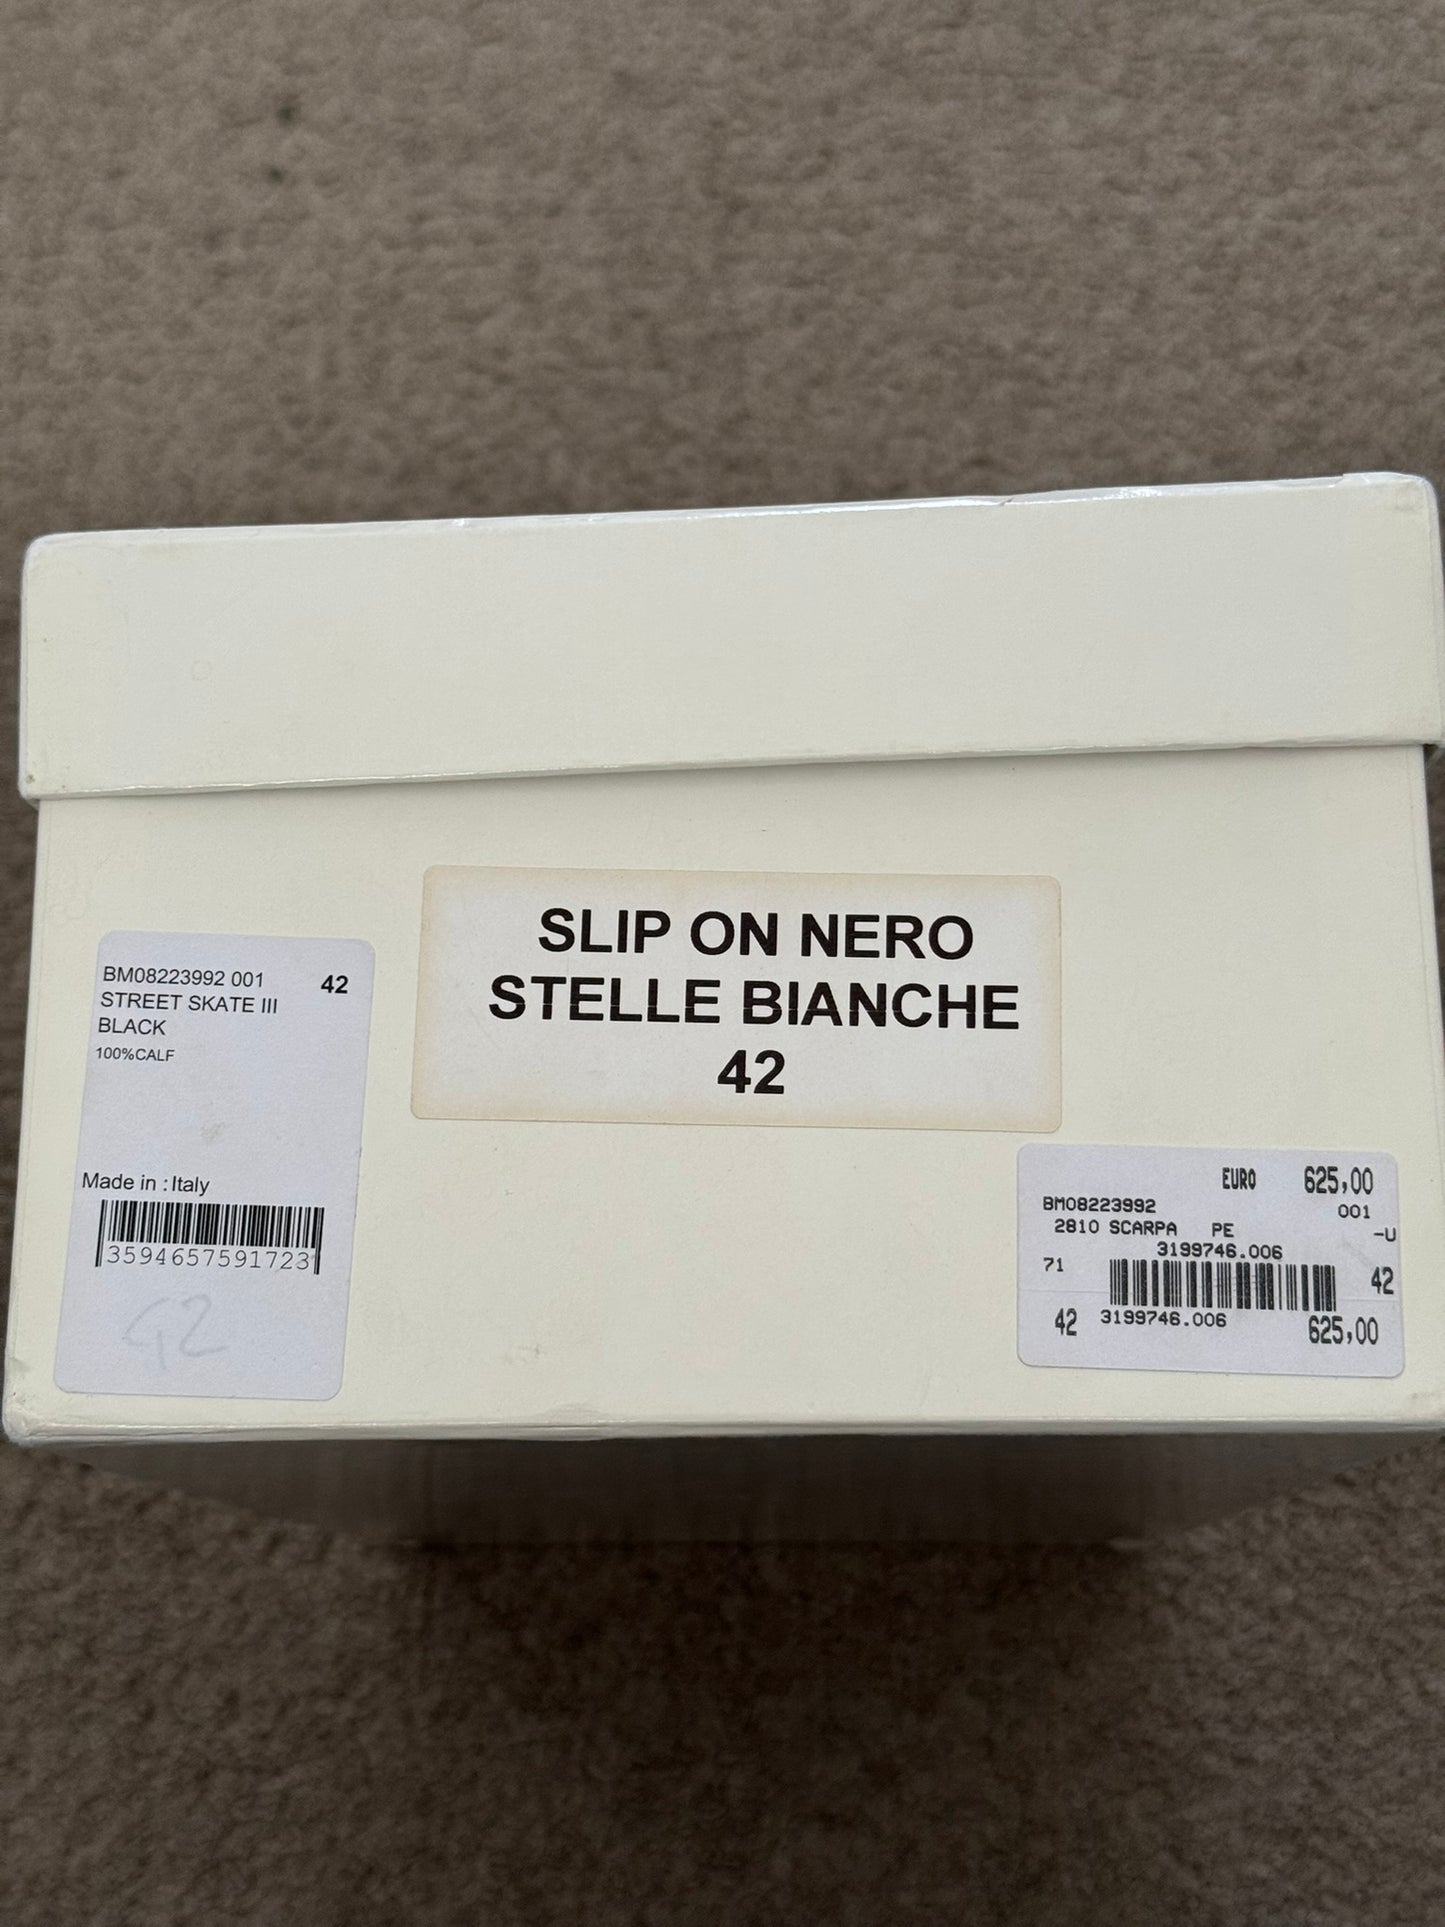 SLIP ON NERO
STELLE BIANCHE
42
BM08223992 001 42
STREET SKATE III
BLACK
100%CALF
Made in : Italy
3594657591723
42
EURO 625,00
BM08223992 001
2810 SCARPA PE -U
3199746.006
71 42
42 3199746.006 625,00